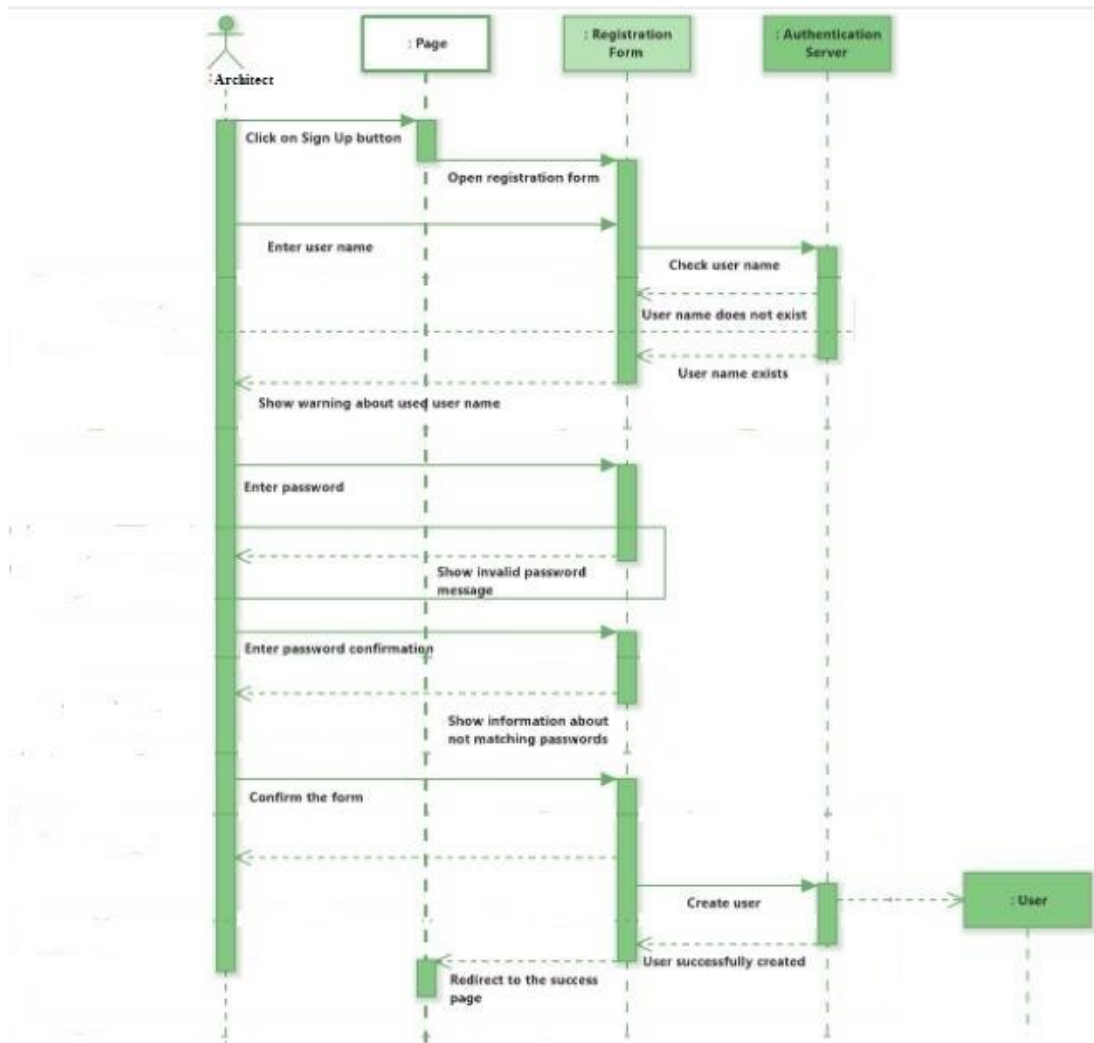 : Page
: Registration
Form
: Authentication
Server
:Architect
Click on Sign Up button
Open registration form
Enter user name
Check user name
User name does not exist
User name exists
Show warning about used user name
Enter password
Show invalid password
message
Enter password confirmation
Show information about
not matching passwords
Confirm the form
Create user
: User
User successfully created
Redirect to the success
page